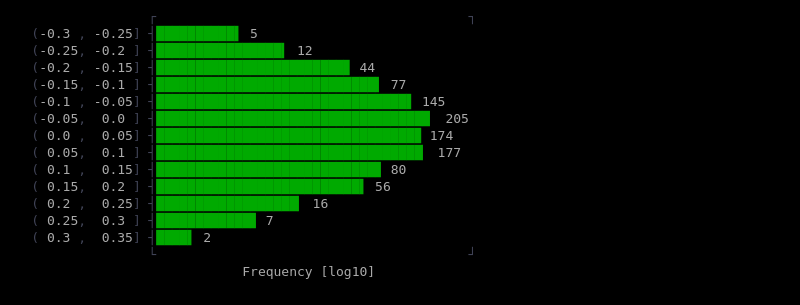 (-0.3 , -0.25] 5
(-0.25, -0.2 ] 12
(-0.2 , -0.15] 44
(-0.15, -0.1 ] 77
(-0.1 , -0.05] 145
(-0.05,  0.0 ] 205
( 0.0 ,  0.05] 174
( 0.05,  0.1 ] 177
( 0.1 ,  0.15] 80
( 0.15,  0.2 ] 56
( 0.2 ,  0.25] 16
( 0.25,  0.3 ] 7
( 0.3 ,  0.35] 2
Frequency [log10]